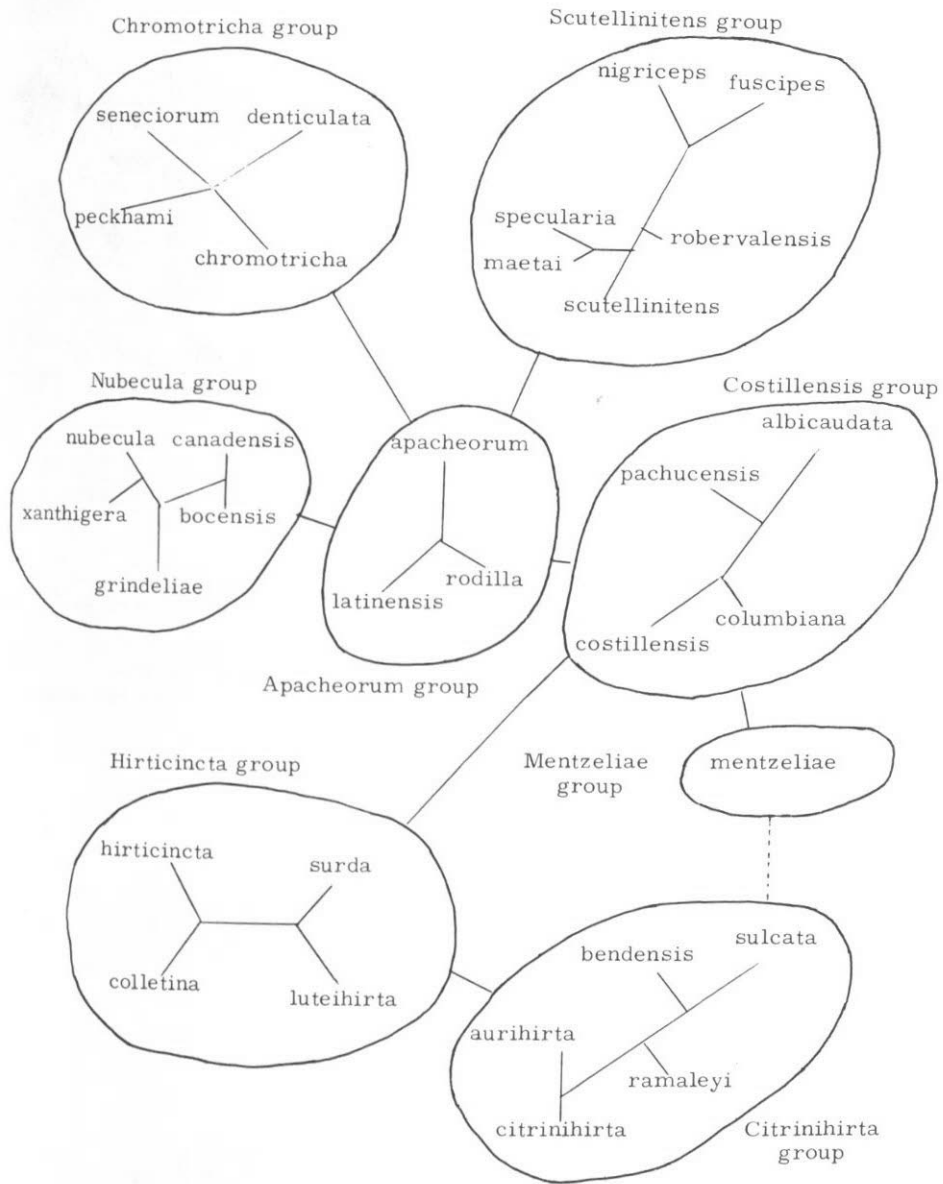 Chromotricha group
seneciorum denticulata
peckhami
chromotricha
Scutellinitens group
nigriceps fuscipes
specularia
robervalensis
maetai
scutellinitens
Nubecula group
nubecula canadensis
xanthigera bocensis
grindeliae
apacheorum
rodilla
latinensis
Apacheorum group
Costillensis group
albicaudata
pachucensis
columbiana
costillensis
Mentzeliae
group
mentzeliae
Hirticincta group
hirticincta
surda
colletina
luteihirta
sulcata
bendensis
aurihirta
ramaleyi
citrinihirta
Citrinihirta
group